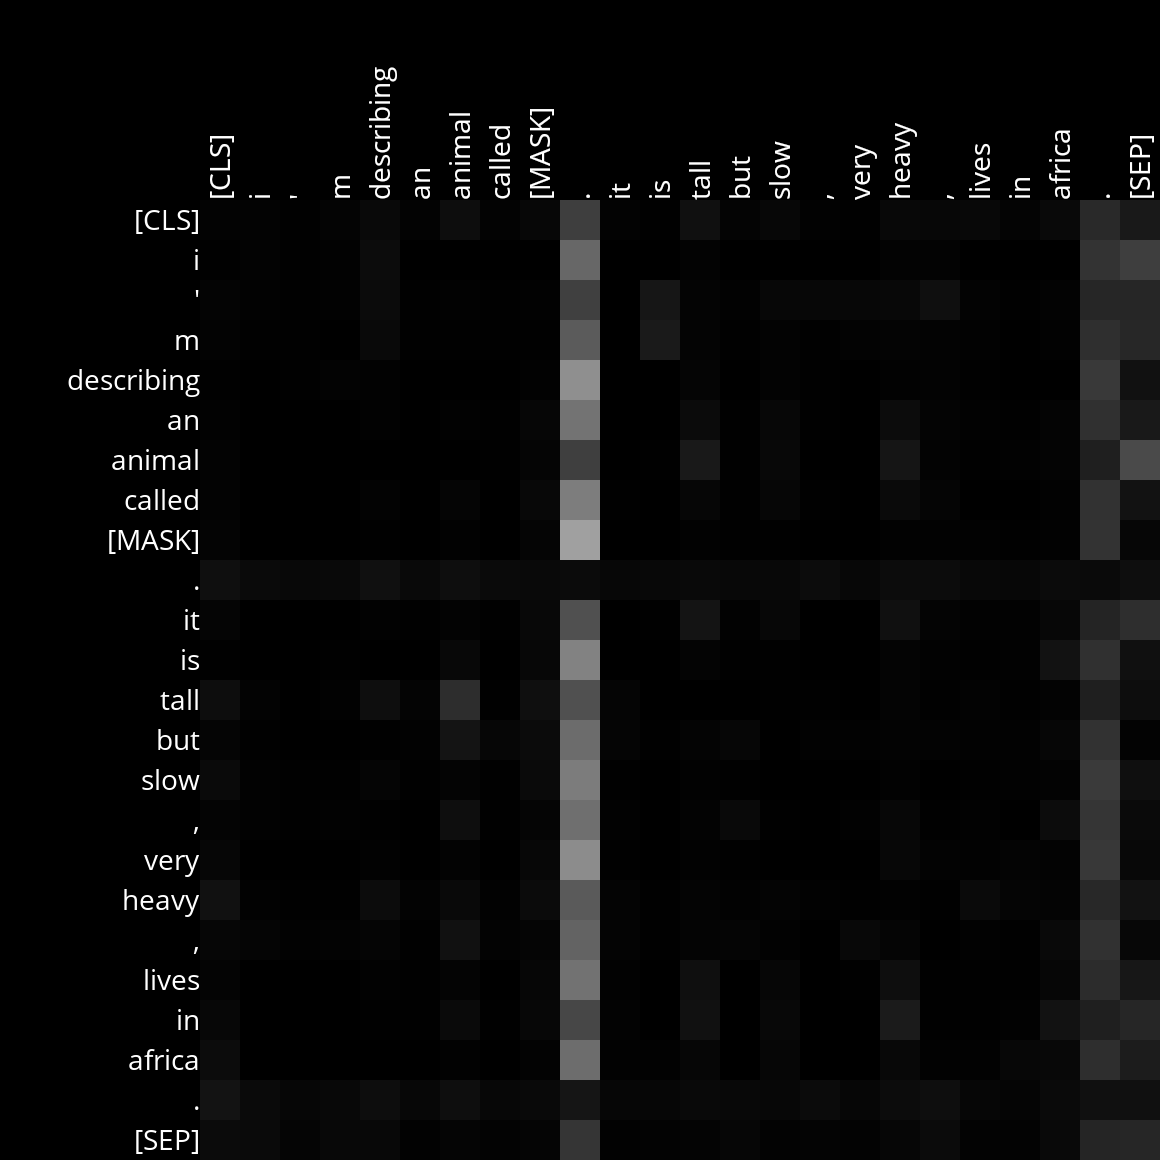 [CLS] i ' m describing an animal called [MASK] . it is tall but slow , very heavy , lives in africa . [SEP]
[CLS]
i
'
m
describing
an
animal
called
[MASK]
.
it
is
tall
but
slow
,
very
heavy
,
lives
in
africa
.
[SEP]